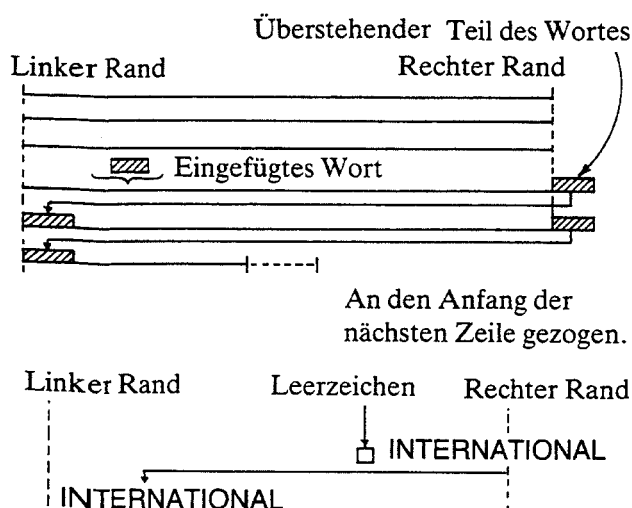 Überstehender Teil des Wortes
Linker Rand Rechter Rand
Eingefügtes Wort
An den Anfang der
nächsten Zeile gezogen.
Linker Rand Leerzeichen Rechter Rand
INTERNATIONAL
INTERNATIONAL